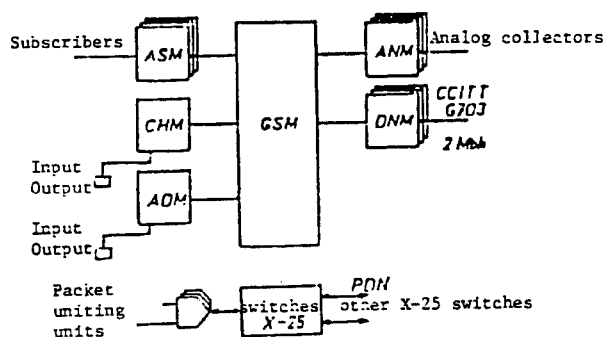 Subscribers
ASM
ANM
Analog collectors
CHM
GSM
DNM
CCITT
G703
2 Mbh
Input
Output
AOM
Input
Output
Packet
uniting
units
switches
X-25
PDN
other X-25 switches